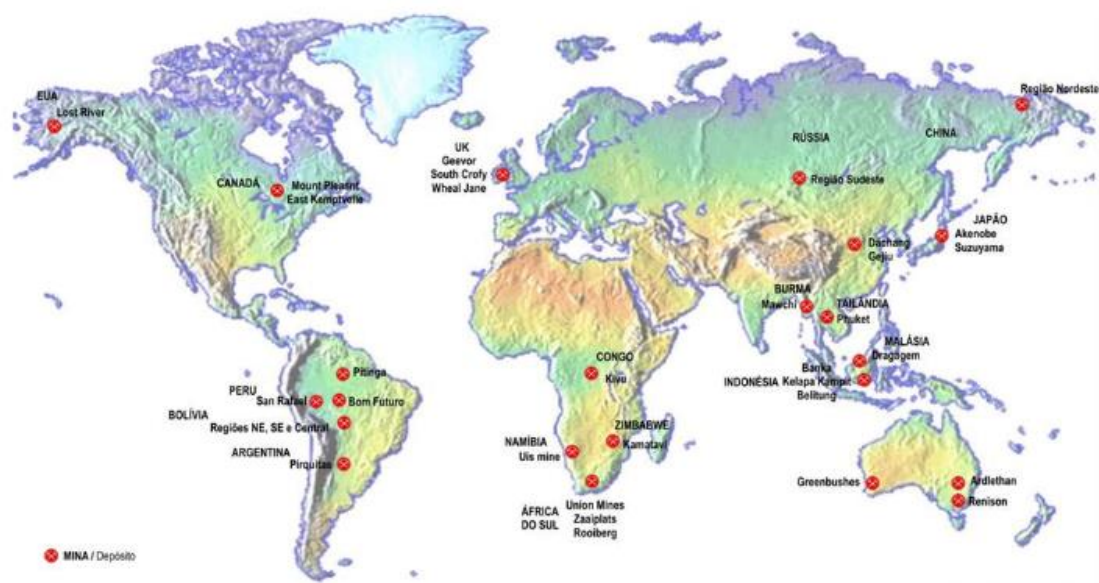 EUA
Lost River
CANADÁ
Mount Pleasnt
East Kemptvelle
UK
Geevor
South Crofy
Wheal Jane
RÚSSIA
Região Sudeste
CHINA
Região Nordeste
JAPÃO
Akenobe
Suzuyama
Dachang
Gejiu
BURMA
Mawchi
TAILÂNDIA
Phuket
MALÁSIA
Dragagem
INDONÉSIA
Banka
Kelapa Kampit
Belitung
CONGO
Kivu
ZIMBABWE
Kamatavi
NAMÍBIA
Uis mine
ÁFRICA
DO SUL
Union Mines
Zaaiplats
Rooiberg
Pitinga
PERU
San Rafael
Bom Futuro
BOLÍVIA
Regiões NE, SE e Central
ARGENTINA
Pirquitas
Greenbushes
Ardlethan
Renison
MINA / Depósito